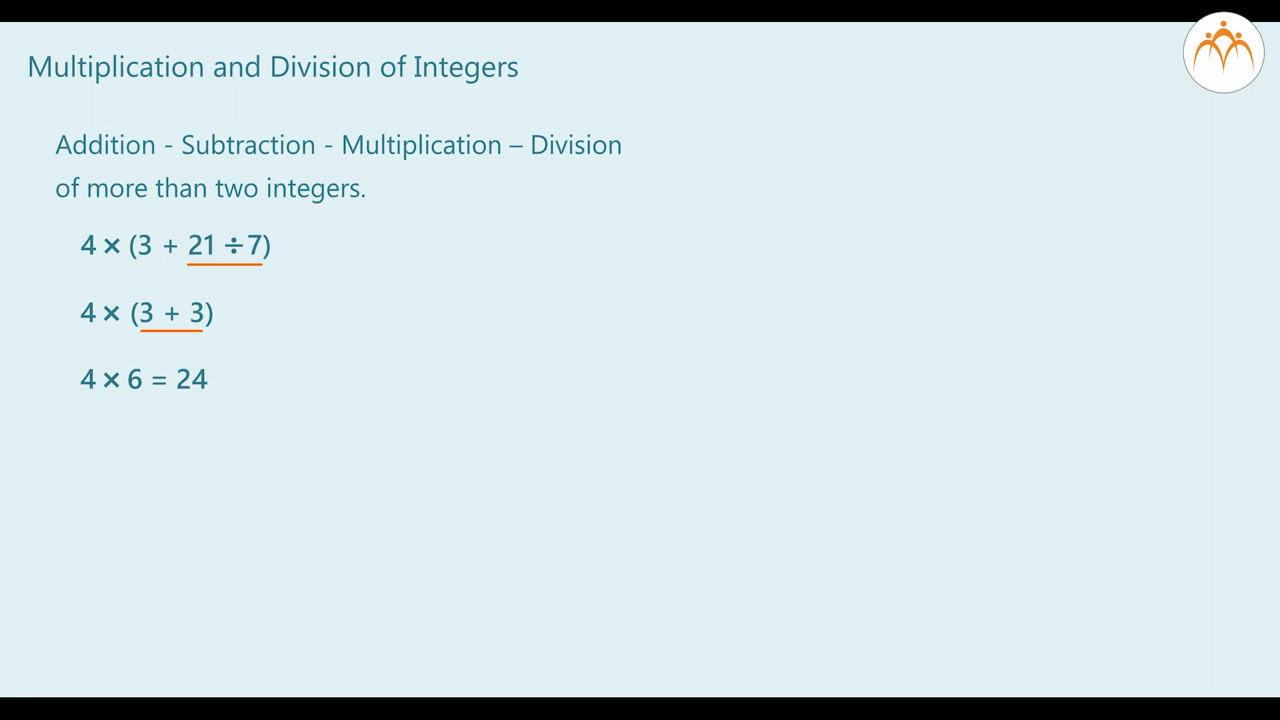 Multiplication and Division of Integers
Addition - Subtraction - Multiplication – Division
of more than two integers.
4 × (3 + 21 ÷ 7)
4 × (3 + 3)
4 × 6 = 24